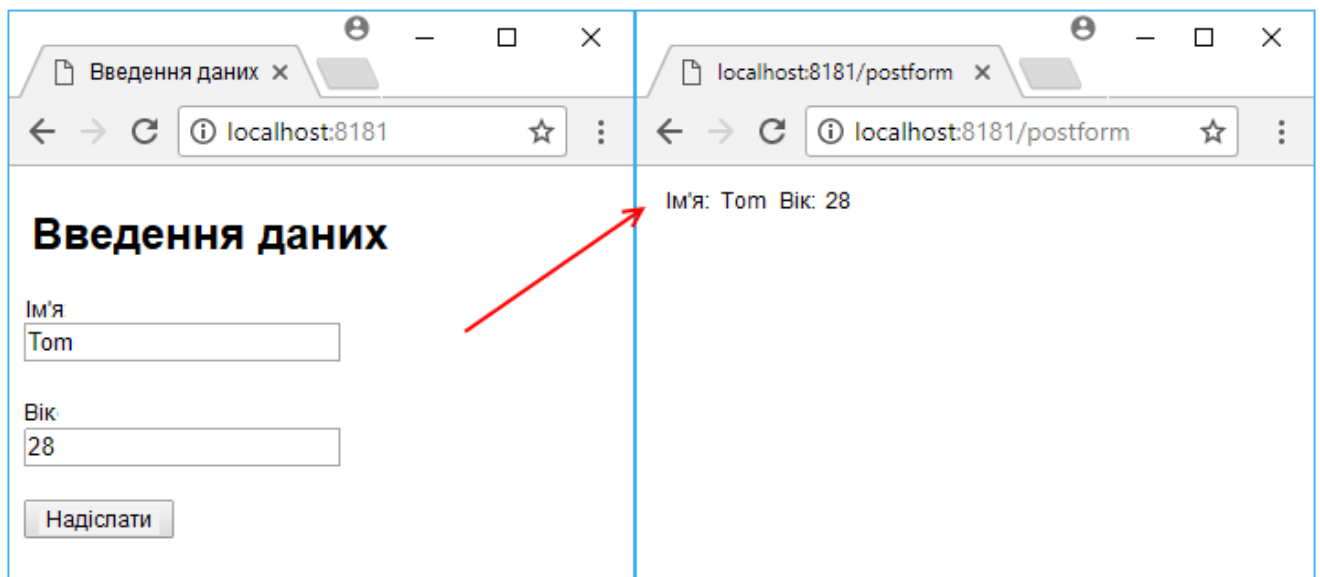 Введення даних
localhost:8181
Введення даних
Ім'я
Tom
Вік
28
Надіслати
localhost:8181/postform
localhost:8181/postform
Ім'я: Tom Вік: 28